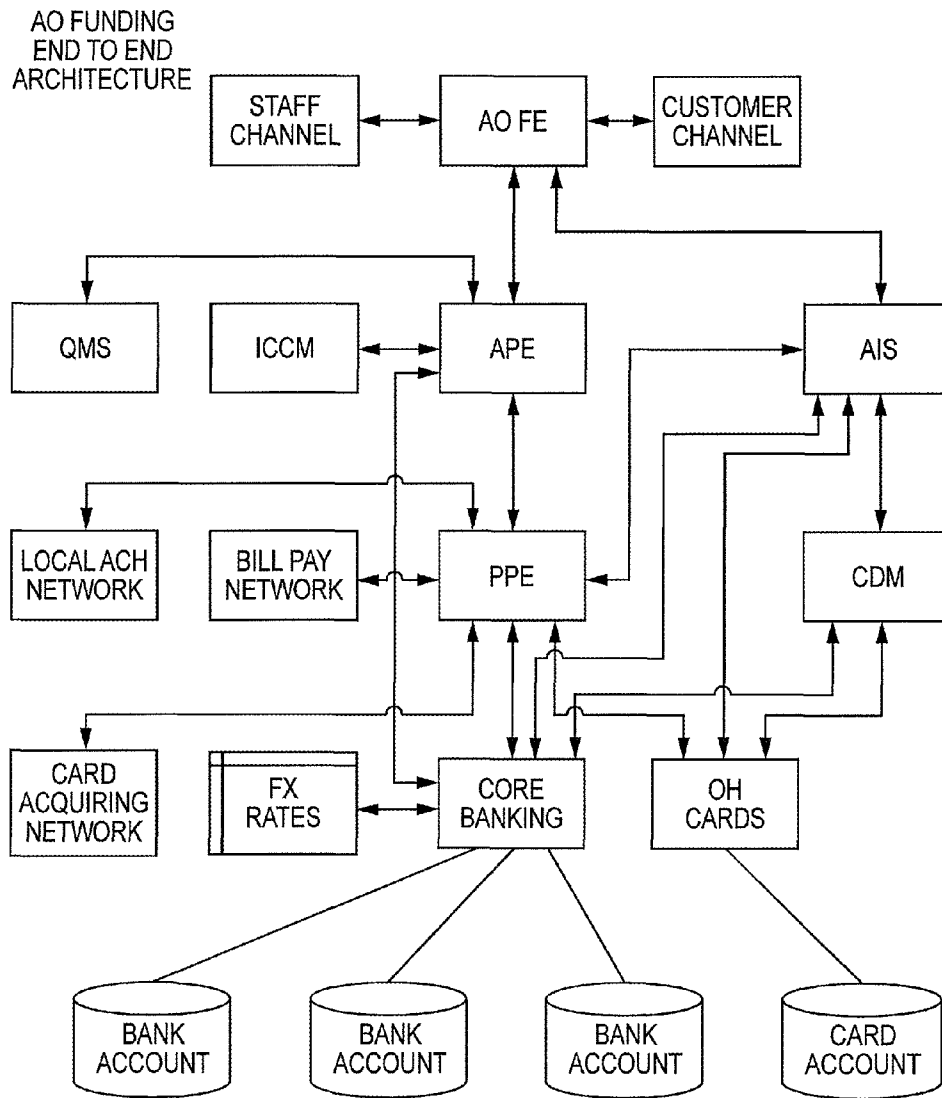 AO FUNDING
END TO END
ARCHITECTURE
STAFF
CHANNEL
AO FE
CUSTOMER
CHANNEL
QMS
ICCM
APE
AIS
LOCAL ACH
NETWORK
BILL PAY
NETWORK
PPE
CDM
CARD
ACQUIRING
NETWORK
FX
RATES
CORE
BANKING
OH
CARDS
BANK
ACCOUNT
BANK
ACCOUNT
BANK
ACCOUNT
CARD
ACCOUNT